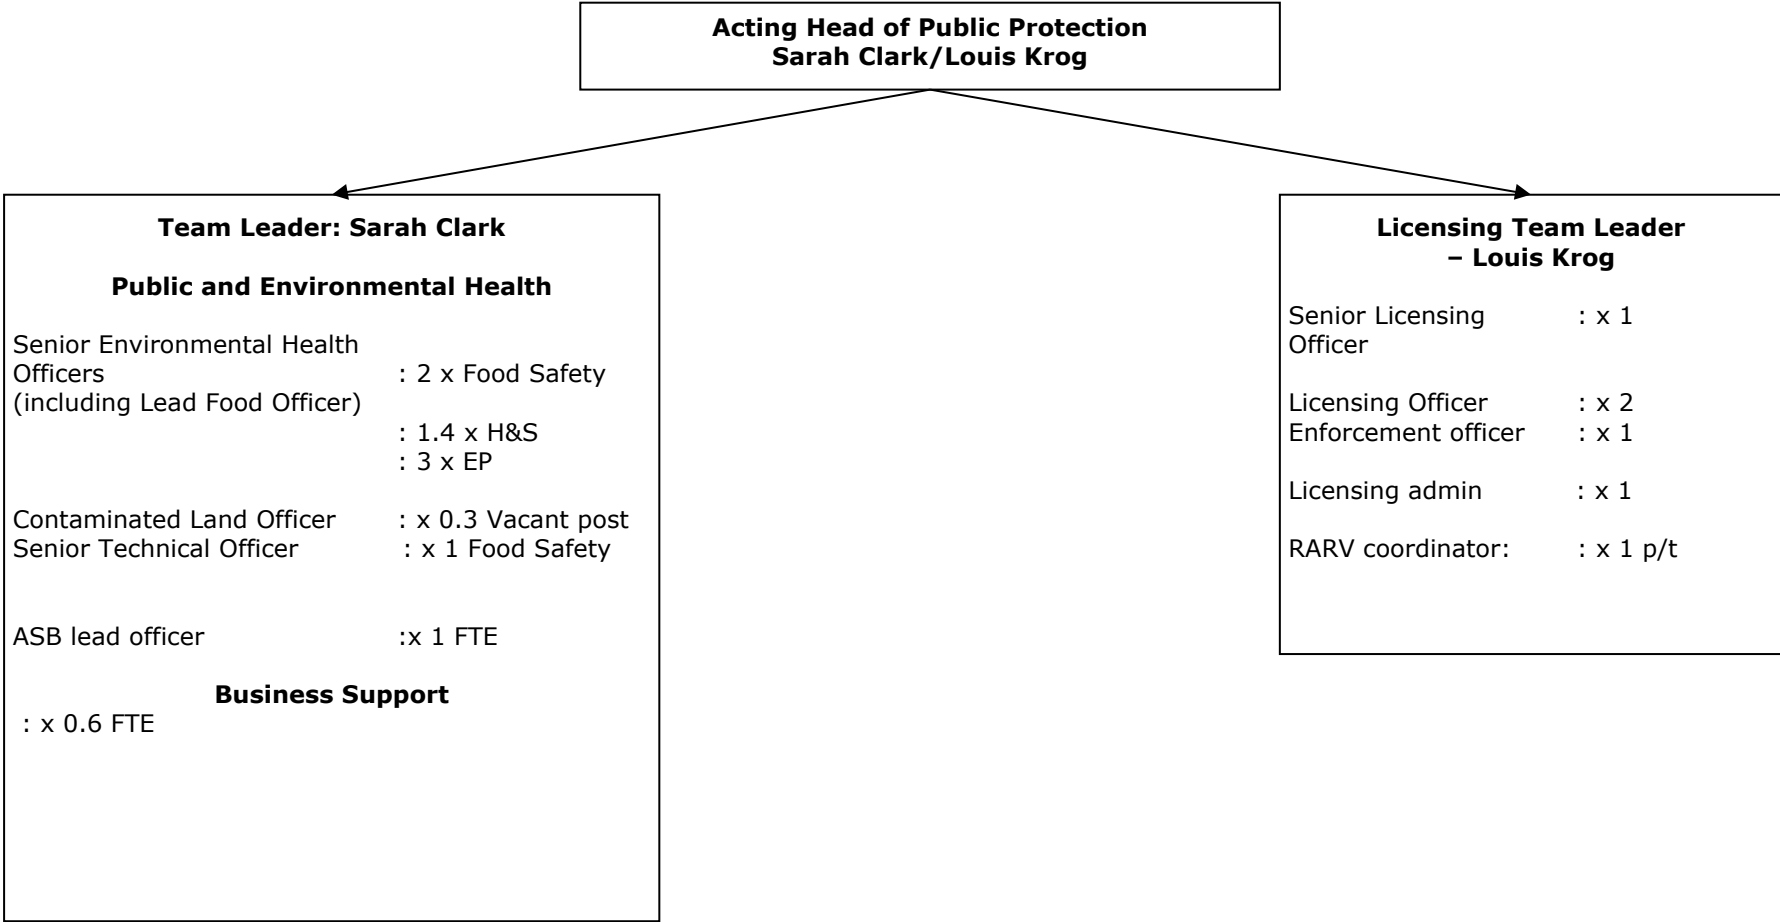 Acting Head of Public Protection
Sarah Clark/Louis Krog
Team Leader: Sarah Clark
Public and Environmental Health
Senior Environmental Health
Officers : 2 x Food Safety
(including Lead Food Officer)
: 1.4 x H&S
: 3 x EP
Contaminated Land Officer : x 0.3 Vacant post
Senior Technical Officer : x 1 Food Safety
ASB lead officer :x 1 FTE
Business Support
: x 0.6 FTE
Licensing Team Leader
– Louis Krog
Senior Licensing : x 1
Officer
Licensing Officer : x 2
Enforcement officer : x 1
Licensing admin : x 1
RARV coordinator: : x 1 p/t